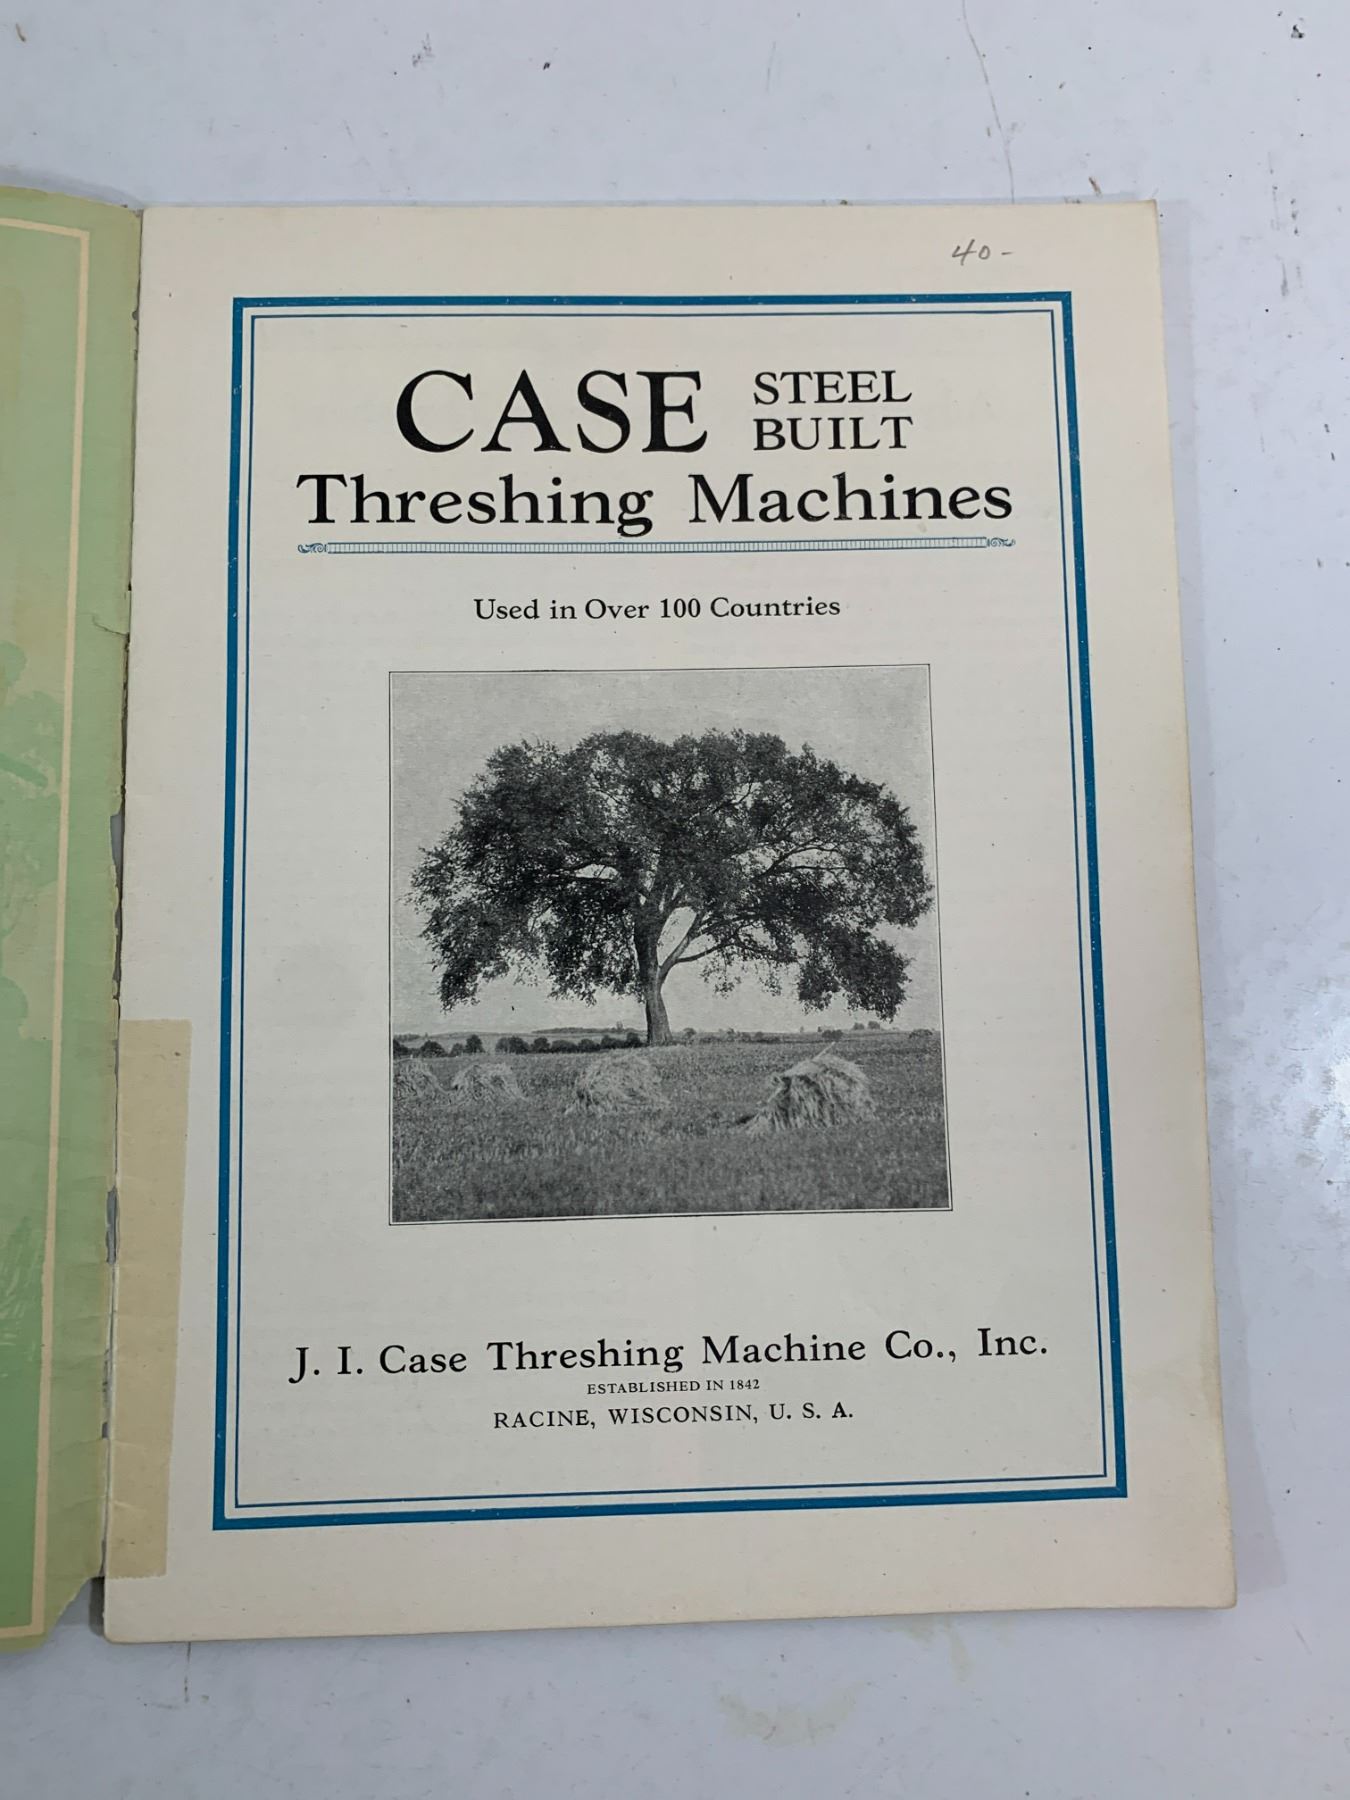 40-
CASE STEEL BUILT
Threshing Machines
Used in Over 100 Countries
J. I. Case Threshing Machine Co., Inc.
ESTABLISHED IN 1842
RACINE, WISCONSIN, U. S. A.